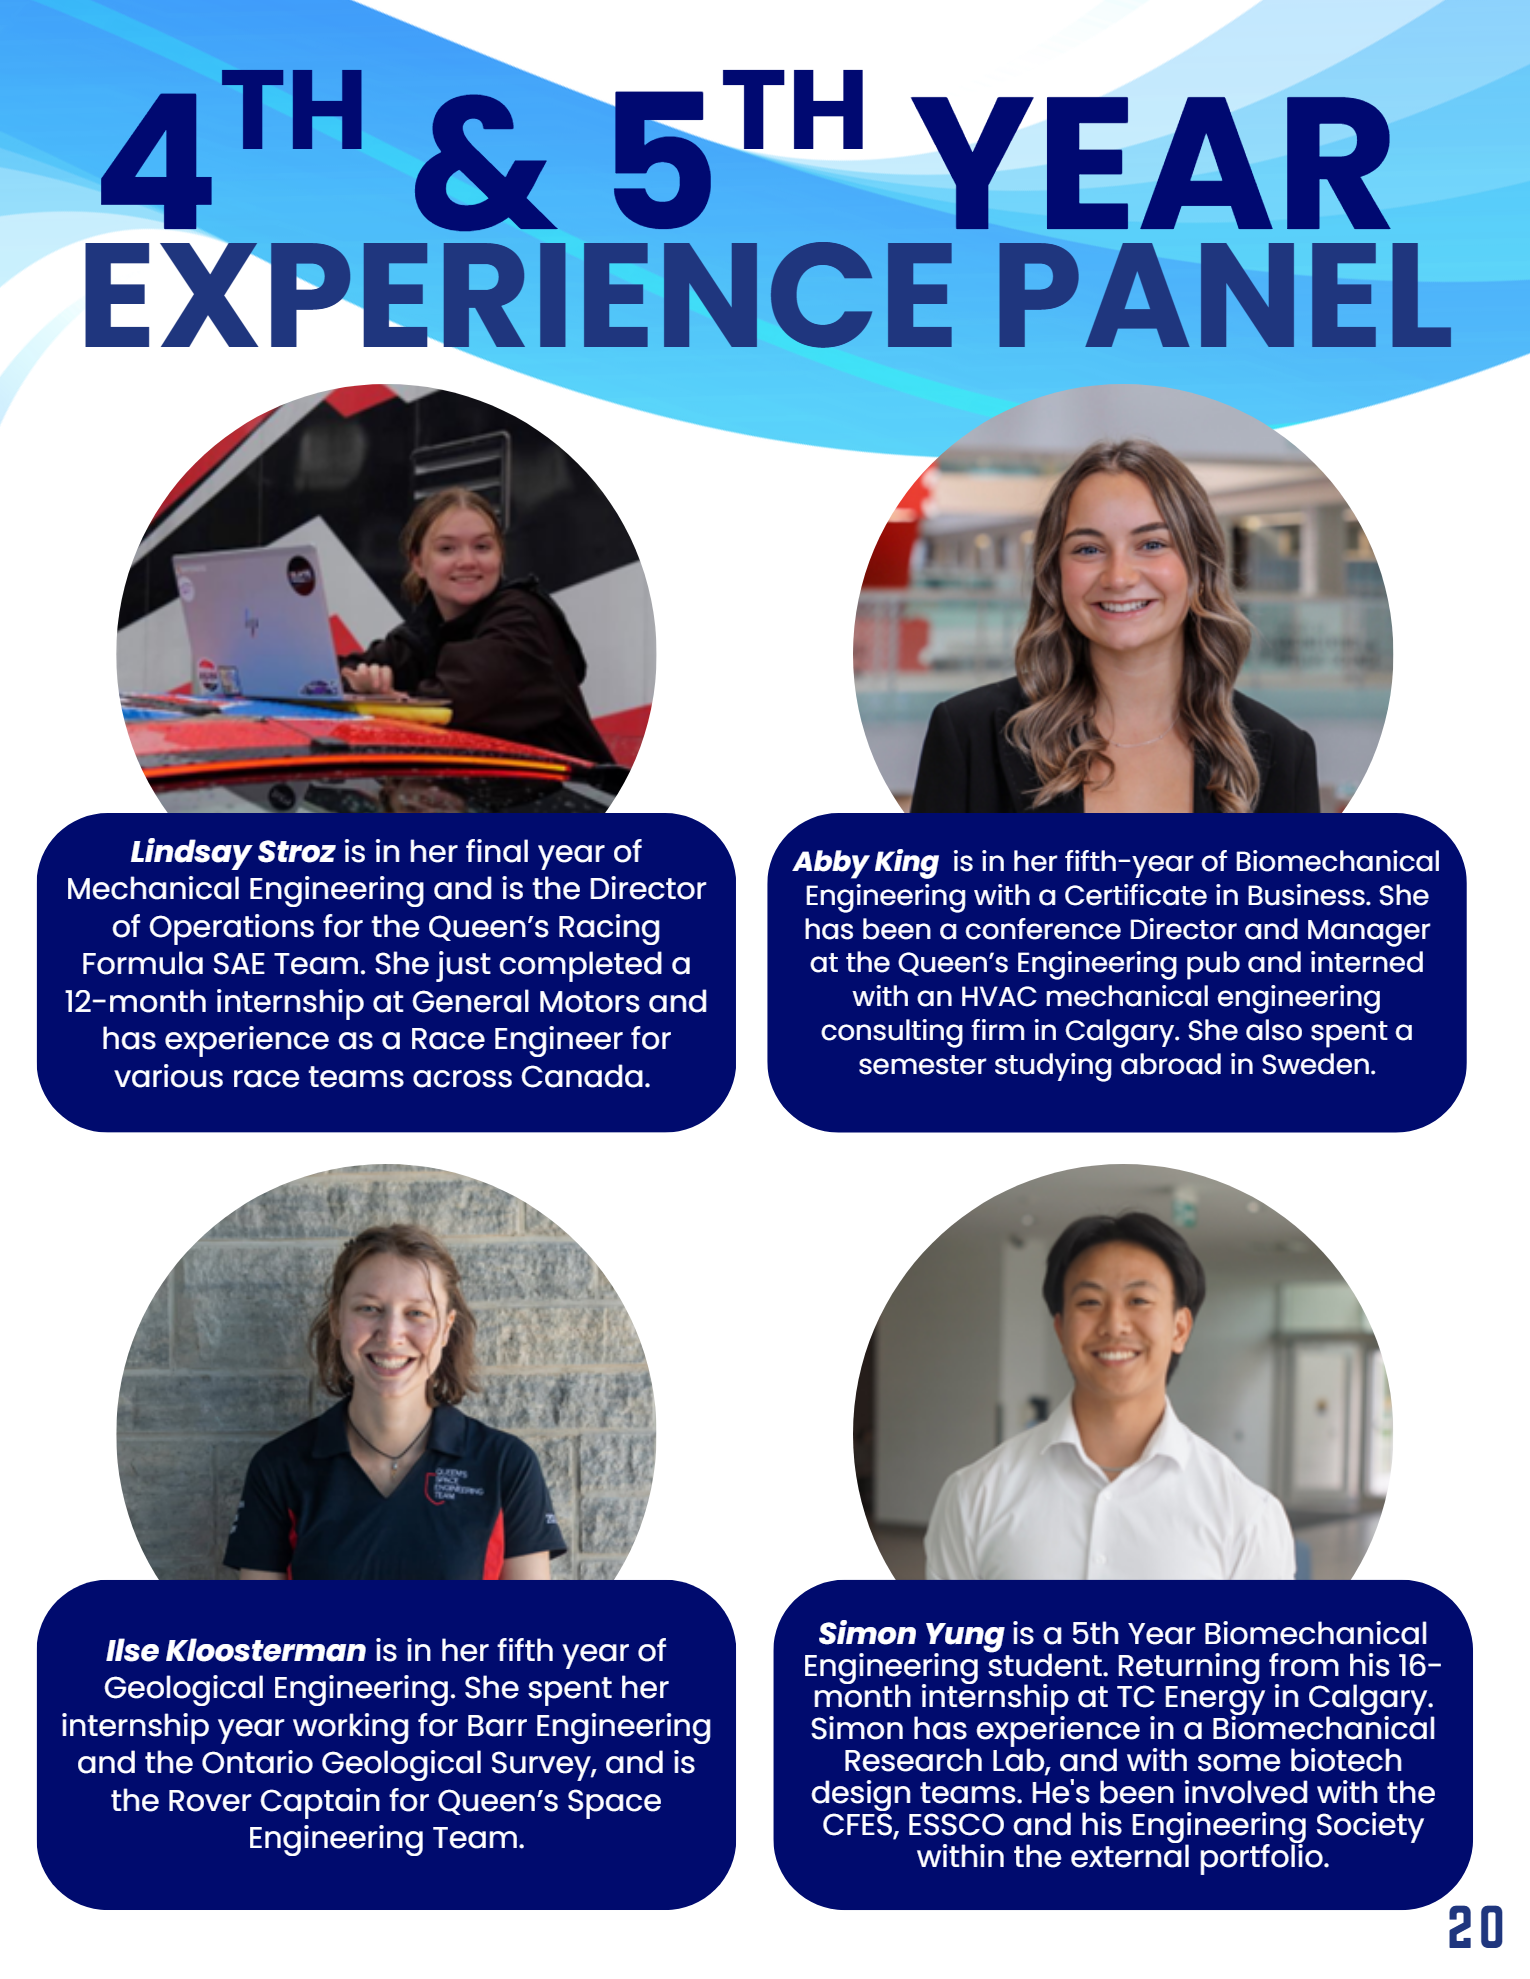 4TH & 5TH YEAR
EXPERIENCE PANEL
hp
Lindsay Stroz is in her final year of
Mechanical Engineering and is the Director
of Operations for the Queen's Racing
Formula SAE Team. She just completed a
12-month internship at General Motors and
has experience as a Race Engineer for
various race teams across Canada.
Abby King is in her fifth-year of Biomechanical
Engineering with a Certificate in Business. She
has been a conference Director and Manager
at the Queen's Engineering pub and interned
with an HVAC mechanical engineering
consulting firm in Calgary. She also spent a
semester studying abroad in Sweden.
QUEEN'S
SPACE
ENGINEERING
TEAM
Ilse Kloosterman is in her fifth year of
Geological Engineering. She spent her
internship year working for Barr Engineering
and the Ontario Geological Survey, and is
the Rover Captain for Queen's Space
Engineering Team.
Simon Yung is a 5th Year Biomechanical
Engineering student. Returning from his 16-
month internship at TC Energy in Calgary.
Simon has experience in a Biomechanical
Research Lab, and with some biotech
design teams. He's been involved with the
CFES, ESSCO and his Engineering Society
within the external portfolio.
20